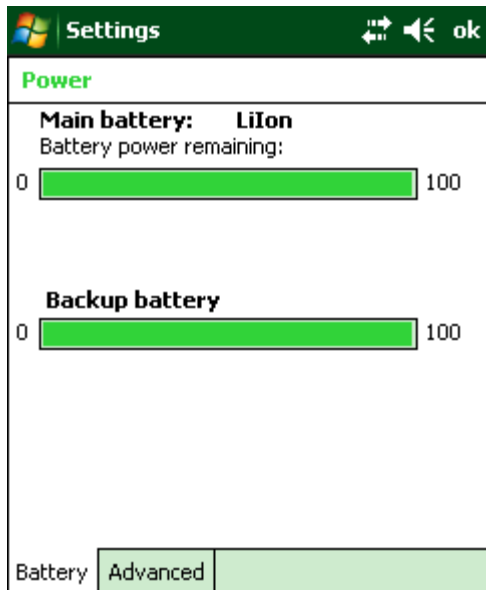 Settings ok
Power
Main battery: LiIon
Battery power remaining:
0 100
Backup battery
0 100
Battery Advanced